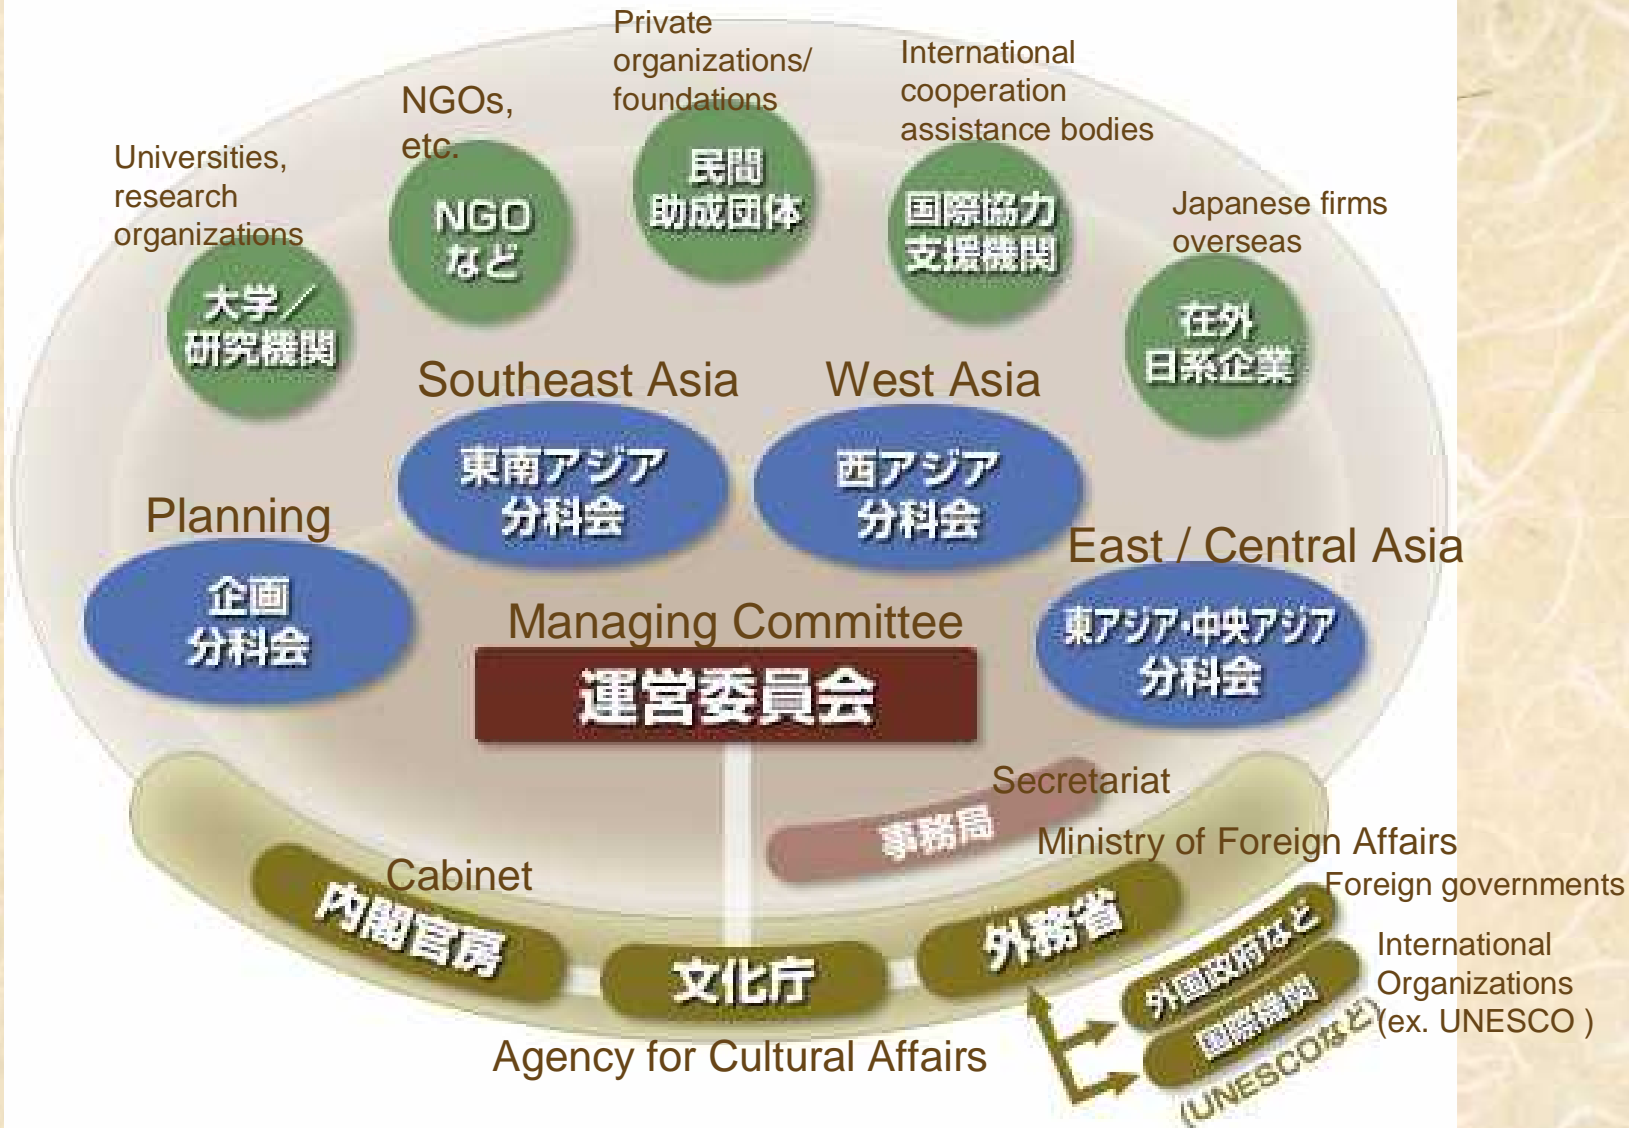 Private
organizations/
foundations
民間
助成団体
International
cooperation
assistance bodies
国際協力
支援機関
NGOs,
etc.
NGO
など
Universities,
research
organizations
大学／
研究機関
Japanese firms
overseas
在外
日系企業
Southeast Asia
東南アジア
分科会
West Asia
西アジア
分科会
Planning
企画
分科会
East / Central Asia
東アジア・中央アジア
分科会
Managing Committee
運営委員会
Secretariat
事務局
Cabinet
内閣官房
Agency for Cultural Affairs
文化庁
Ministry of Foreign Affairs
外務省
Foreign governments
外国政府など
International
Organizations
(ex. UNESCO )
国際機関
(UNESCOなど)